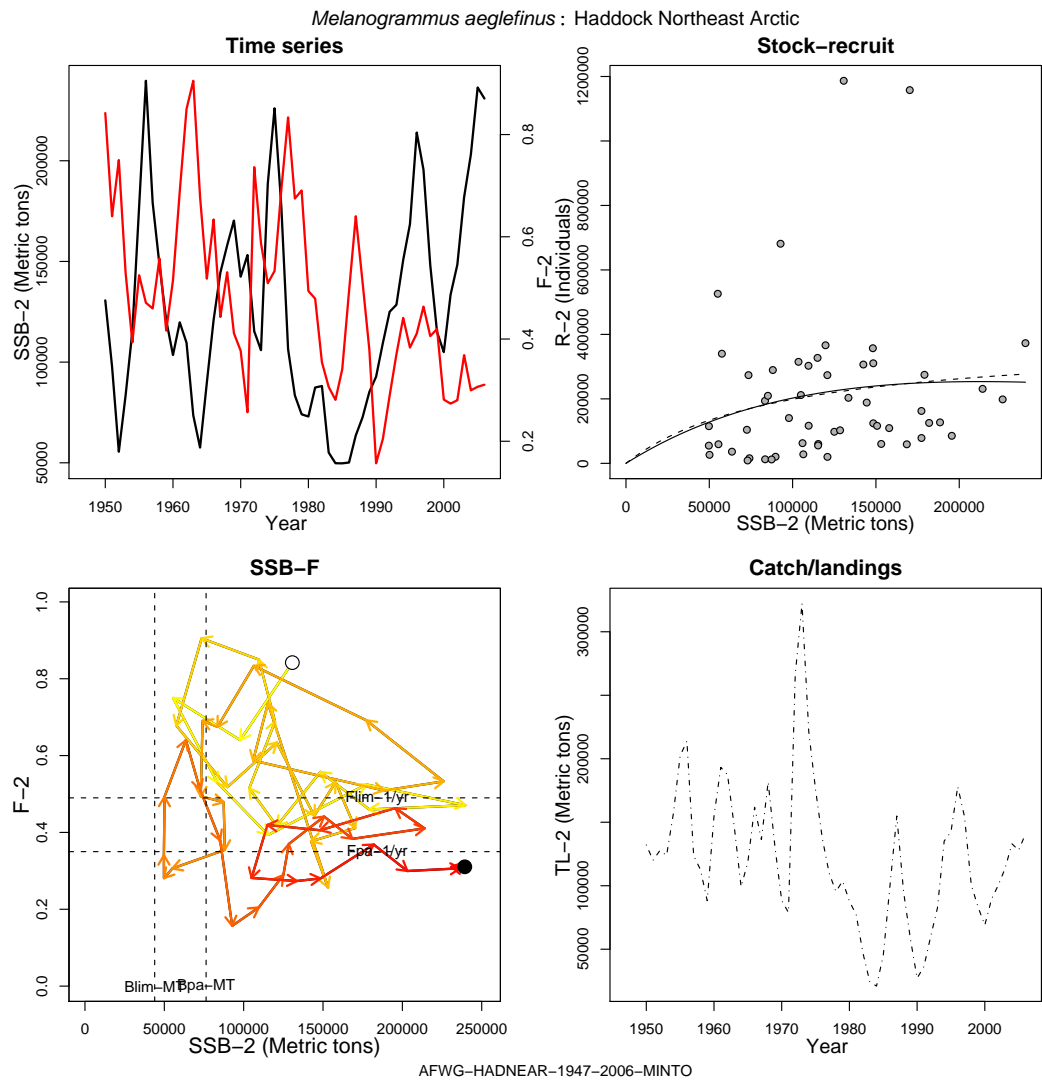 Melanogrammus aeglefinus : Haddock Northeast Arctic
Time series
SSB−2 (Metric tons)
50000 100000 150000 200000
0.2 0.4 0.6 0.8
F−2
1950 1960 1970 1980 1990 2000
Year
Stock−recruit
R−2 (Individuals)
0 200000 400000 600000 800000 1200000
0 50000 100000 150000 200000
SSB−2 (Metric tons)
SSB−F
F−2
0.0 0.2 0.4 0.6 0.8 1.0
Flim−1/yr
Fpa−1/yr
Blim−MT
Bpa−MT
0 50000 100000 150000 200000 250000
SSB−2 (Metric tons)
Catch/landings
TL−2 (Metric tons)
50000 100000 200000 300000
1950 1960 1970 1980 1990 2000
Year
AFWG−HADNEAR−1947−2006−MINTO